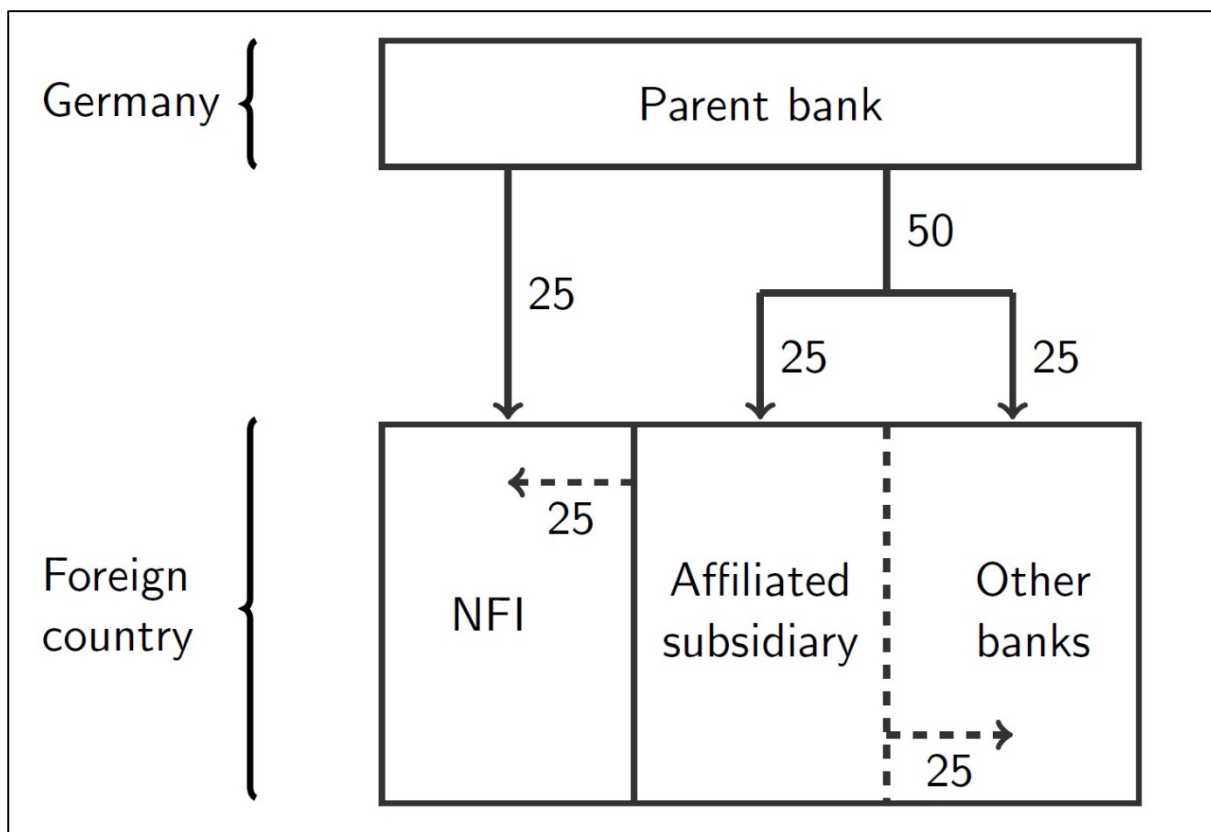 Germany
Parent bank
50
25
25
25
25
Foreign
country
NFI
Affiliated
subsidiary
Other
banks
25